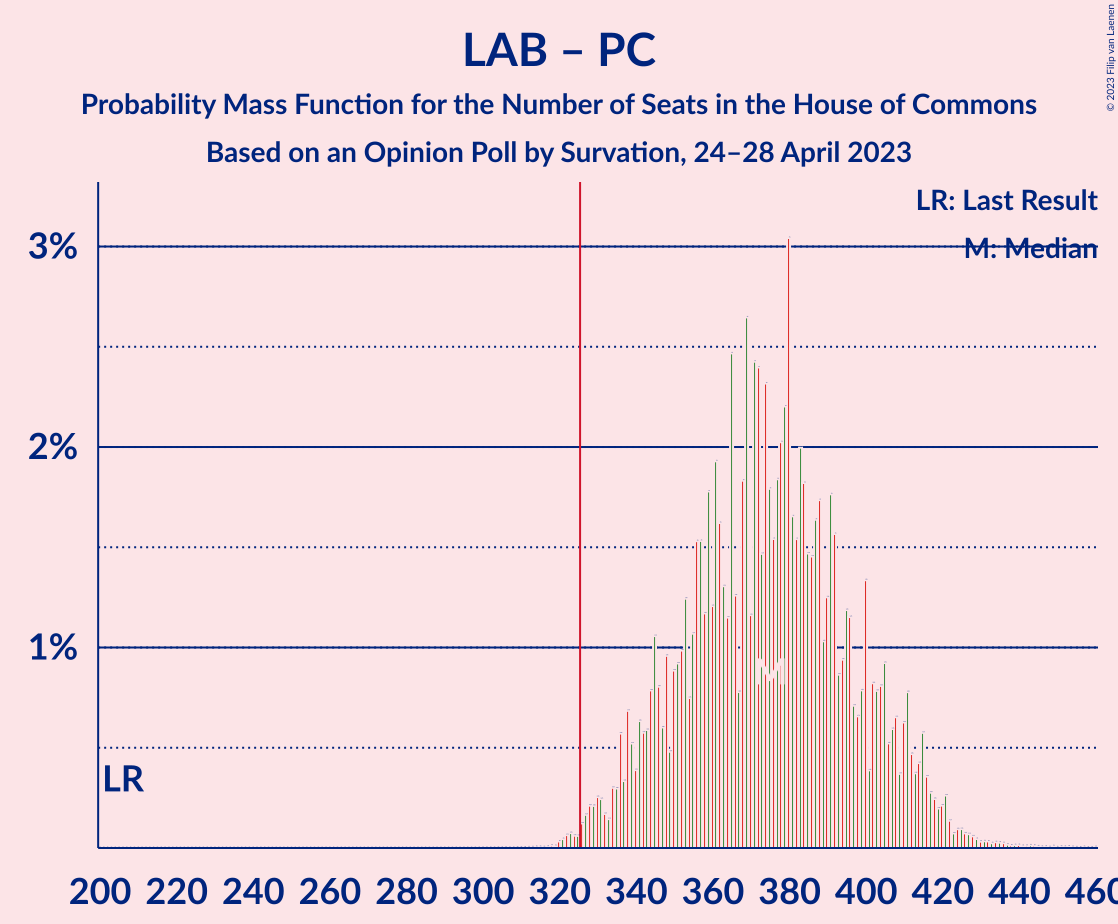 LAB – PC
Probability Mass Function for the Number of Seats in the House of Commons
Based on an Opinion Poll by Survation, 24–28 April 2023
© 2023 Filip van Laenen
LR: Last Result
M: Median
3%
2%
1%
LR
M
200 220 240 260 280 300 320 340 360 380 400 420 440 460